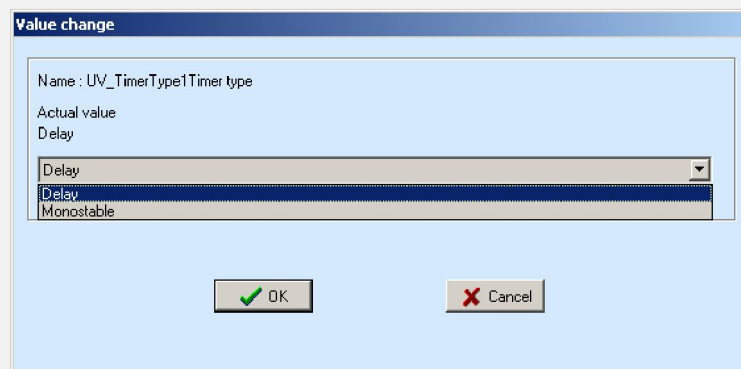 Value change
Name : UV_TimerType1Timer type
Actual value
Delay
Delay
Delay
Monostable
OK
Cancel